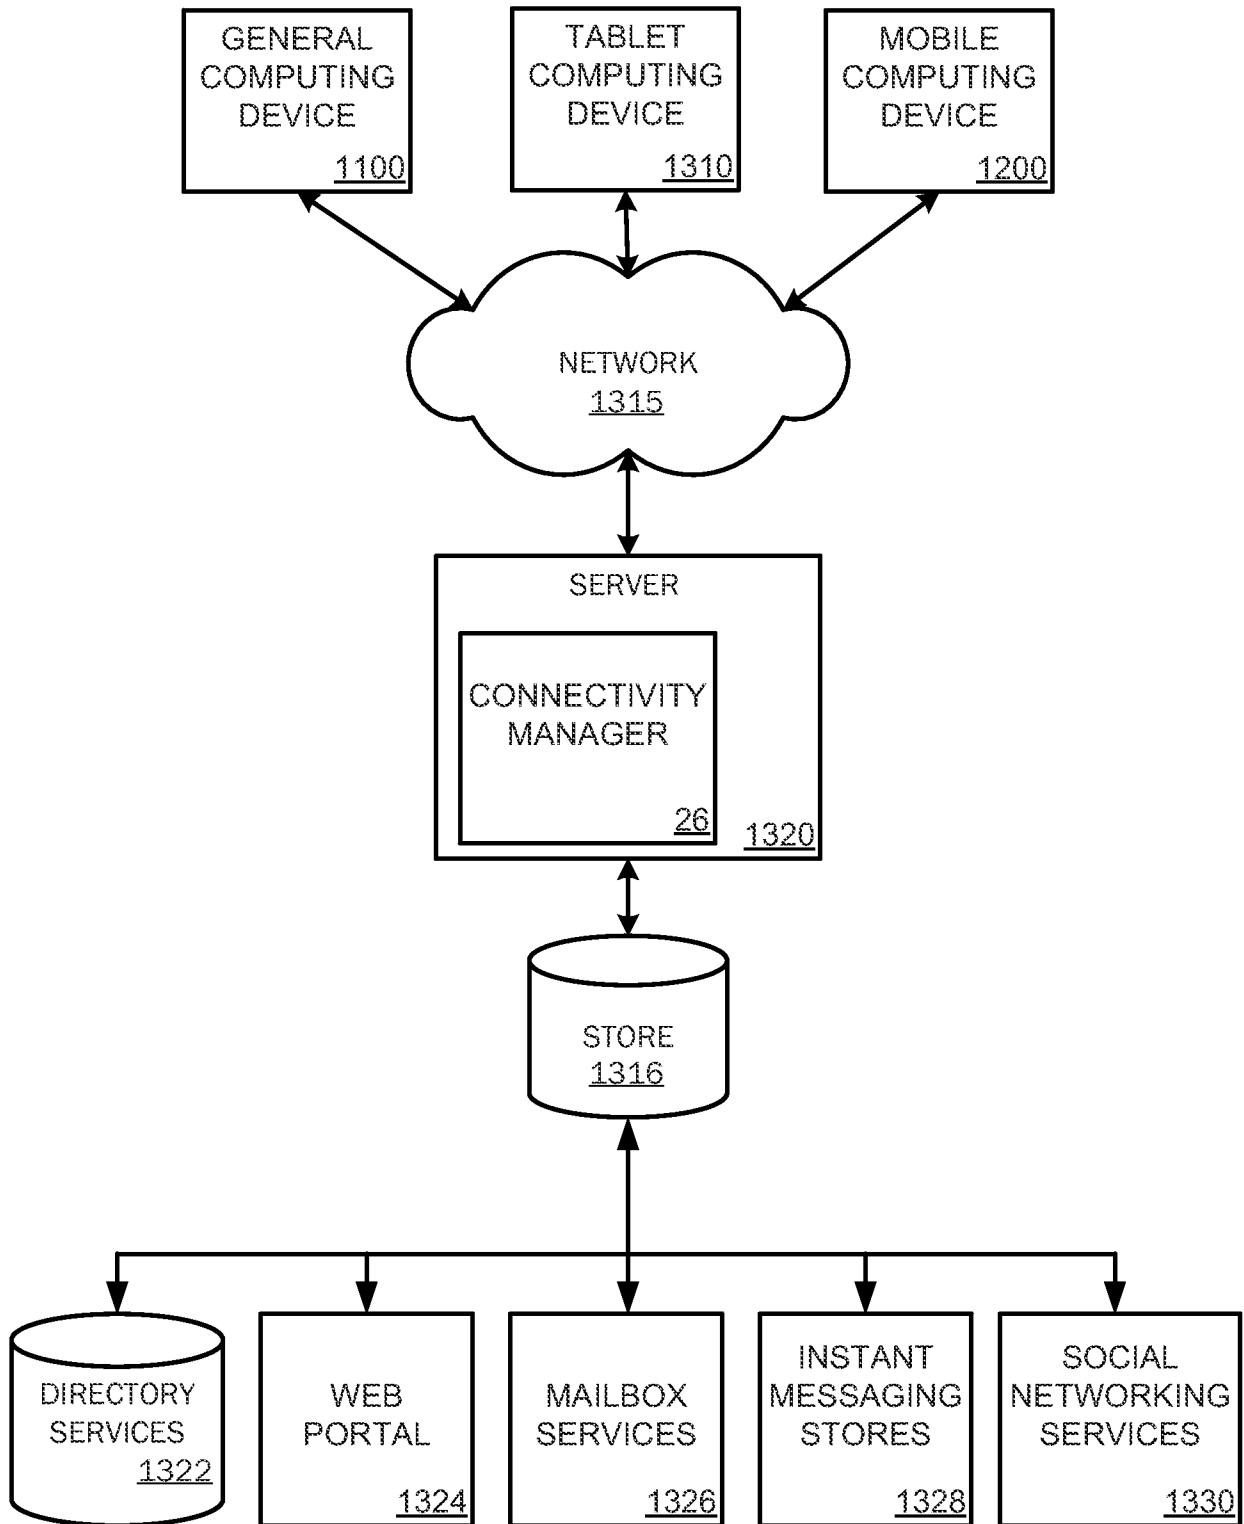 GENERAL
COMPUTING
DEVICE
1100
TABLET
COMPUTING
DEVICE
1310
MOBILE
COMPUTING
DEVICE
1200
NETWORK
1315
SERVER
CONNECTIVITY
MANAGER
26
1320
STORE
1316
DIRECTORY
SERVICES
1322
WEB
PORTAL
1324
MAILBOX
SERVICES
1326
INSTANT
MESSAGING
STORES
1328
SOCIAL
NETWORKING
SERVICES
1330